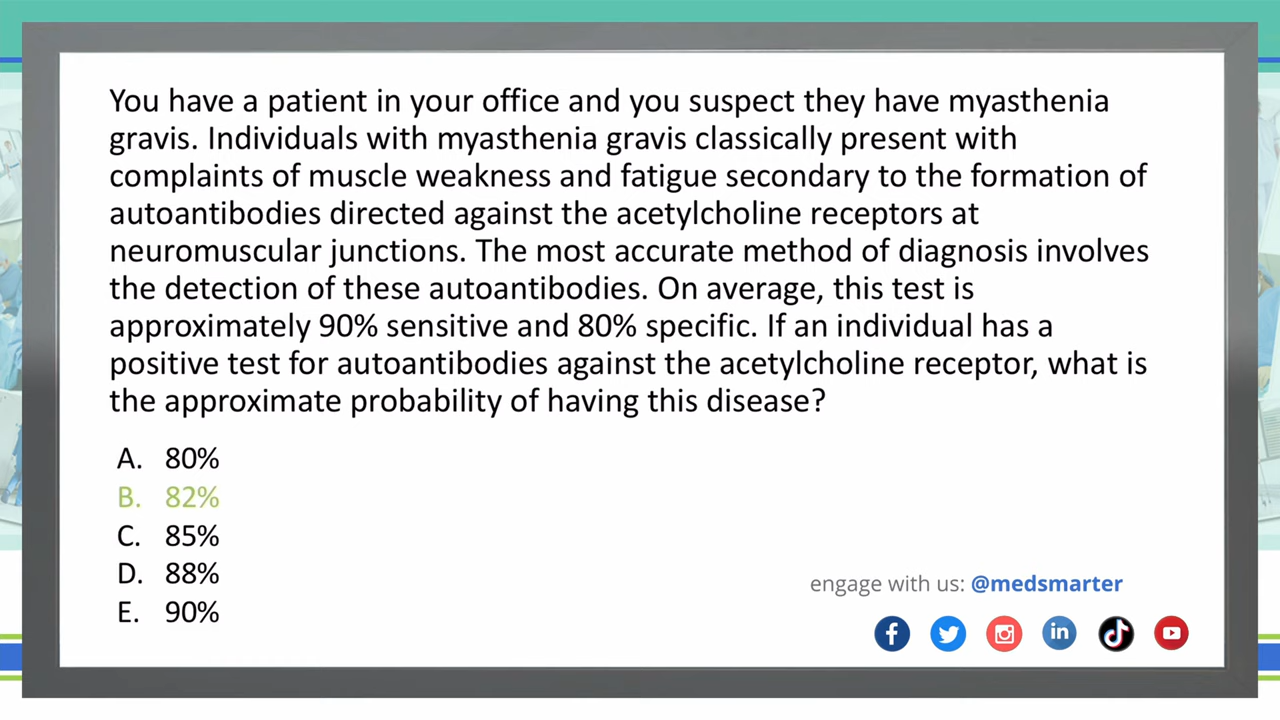 You have a patient in your office and you suspect they have myasthenia
gravis. Individuals with myasthenia gravis classically present with
complaints of muscle weakness and fatigue secondary to the formation of
autoantibodies directed against the acetylcholine receptors at
neuromuscular junctions. The most accurate method of diagnosis involves
the detection of these autoantibodies. On average, this test is
approximately 90% sensitive and 80% specific. If an individual has a
positive test for autoantibodies against the acetylcholine receptor, what is
the approximate probability of having this disease?
A. 80%
B. 82%
C. 85%
D. 88%
E. 90%
engage with us: @medsmarter